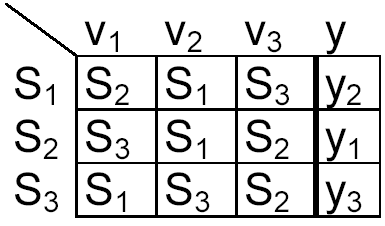 v₁ v₂ v₃ y
S₁ S₂ S₁ S₃ y₂
S₂ S₃ S₁ S₂ y₁
S₃ S₁ S₃ S₂ y₃